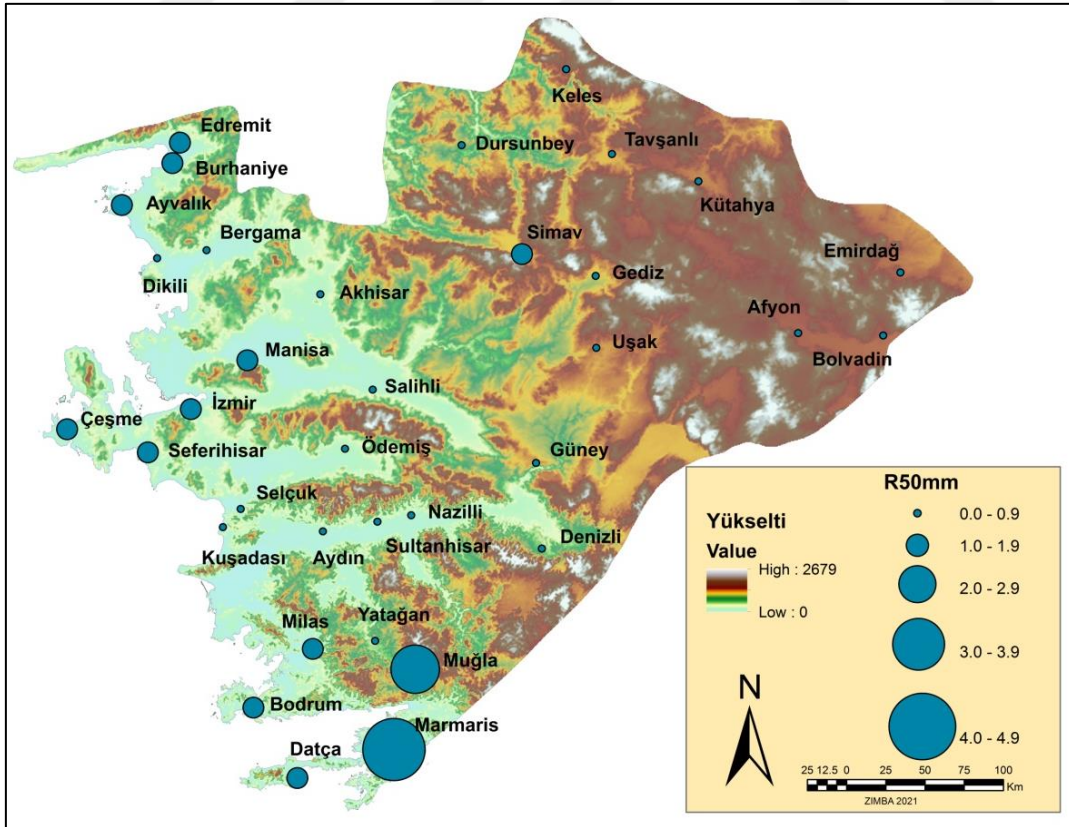 Keles
Edremit
Dursunbey
Tavşanlı
Burhaniye
Kütahya
Ayvalık
Bergama
Simav
Emirdağ
Dikili
Gediz
Akhisar
Afyon
Uşak
Manisa
Bolvadin
Salihli
İzmir
Çeşme
Seferihisar
Ödemiş
Güney
Selçuk
Nazilli
Kuşadası
Aydın
Sultanhisar
Denizli
Milas
Yatağan
Muğla
Bodrum
Marmaris
Datça
R50mm
Yükselti
Value
High : 2679
Low : 0
0.0 - 0.9
1.0 - 1.9
2.0 - 2.9
3.0 - 3.9
4.0 - 4.9
N
25 12.5 0 25 50 75 100
Km
ZIMBA 2021